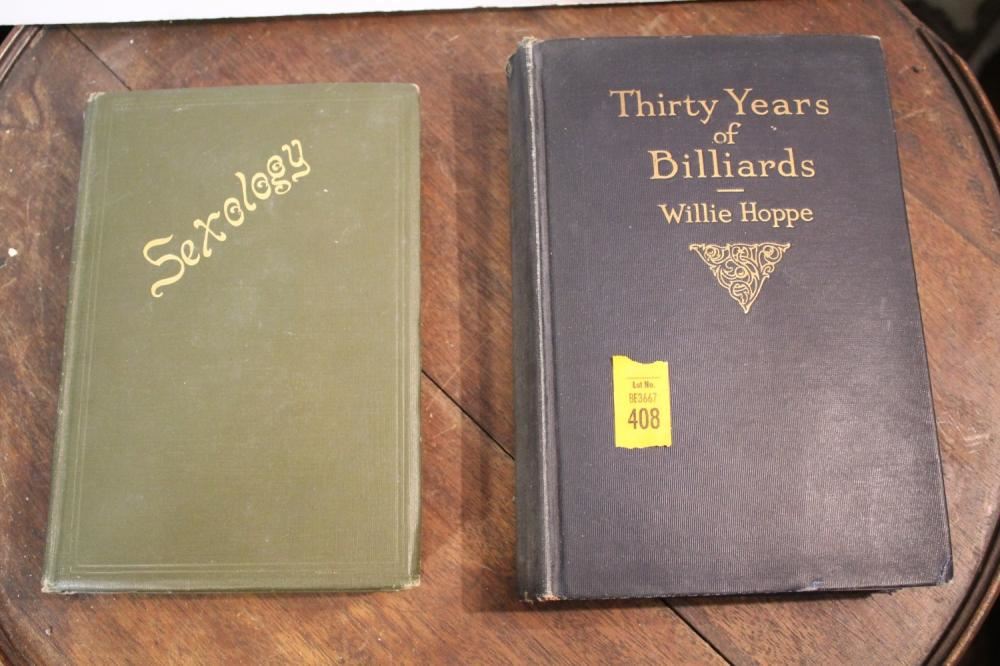 Sexology
Thirty Years
of
Billiards
Willie Hoppe
Lot No.
BE3667
408